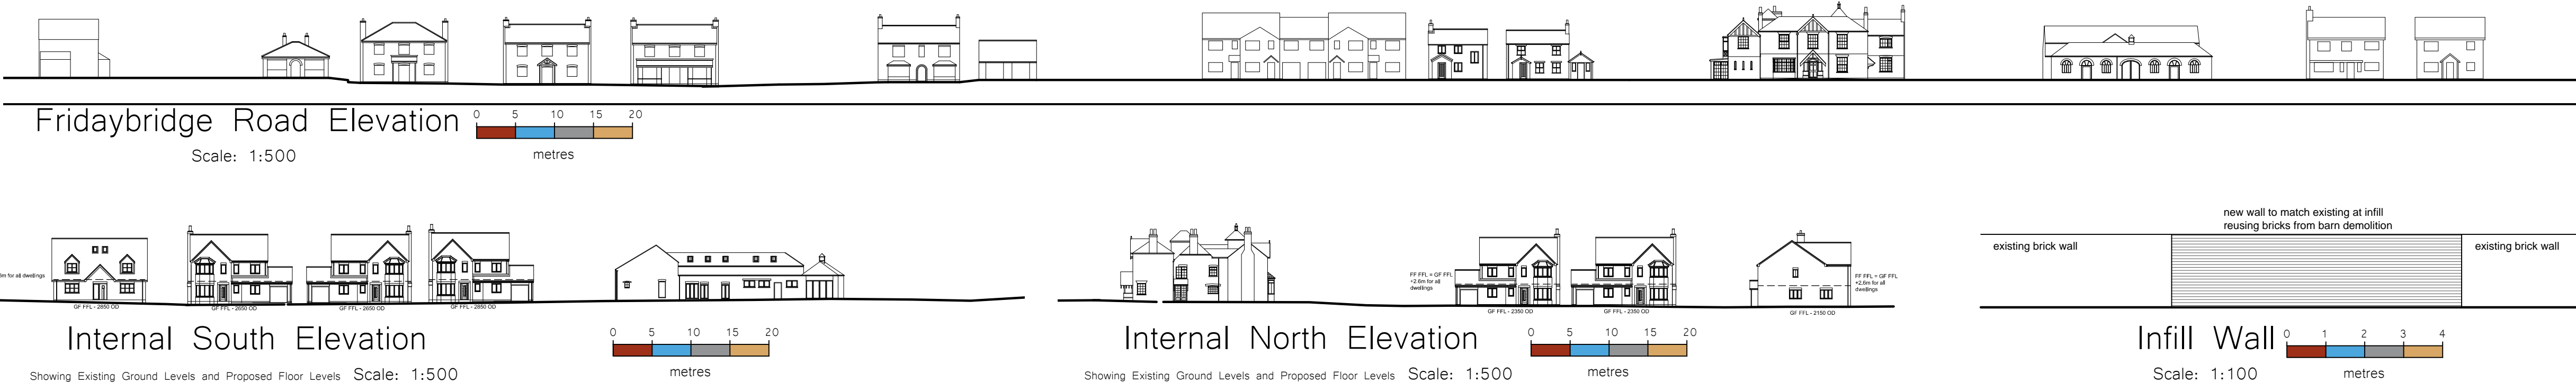 Fridaybridge Road Elevation
0 5 10 15 20
Scale: 1:500
metres
new wall to match existing at infill
reusing bricks from barn demolition
existing brick wall
existing brick wall
m for all dwellings
GF FFL - 2850 OD
GF FFL - 2650 OD
GF FFL - 2650 OD
GF FFL - 2850 OD
FF FFL = GF FFL
+2.6m for all
dwellings
GF FFL - 2350 OD
GF FFL - 2350 OD
FF FFL = GF FFL
+2.6m for all
dwellings
GF FFL - 2150 OD
Internal South Elevation
0 5 10 15 20
metres
Showing Existing Ground Levels and Proposed Floor Levels Scale: 1:500
Internal North Elevation
0 5 10 15 20
metres
Showing Existing Ground Levels and Proposed Floor Levels Scale: 1:500
Infill Wall
0 1 2 3 4
Scale: 1:100
metres